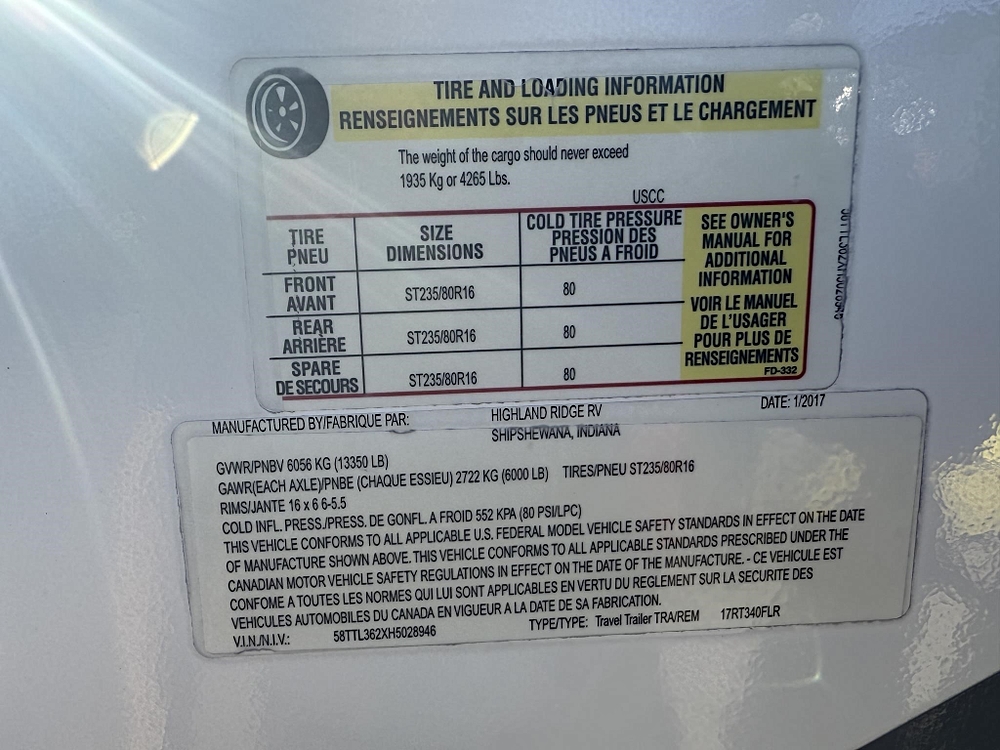 TIRE AND LOADING INFORMATION
RENSEIGNEMENTS SUR LES PNEUS ET LE CHARGEMENT
The weight of the cargo should never exceed
1935 Kg or 4265 Lbs.
USCC
TIRE
PNEU
SIZE
DIMENSIONS
COLD TIRE PRESSURE
PRESSION DES
PNEUS A FROID
FRONT
AVANT
ST235/80R16
80
REAR
ARRIÈRE
ST235/80R16
80
SPARE
DE SECOURS
ST235/80R16
80
SEE OWNER'S
MANUAL FOR
ADDITIONAL
INFORMATION
VOIR LE MANUEL
DE L'USAGER
POUR PLUS DE
RENSEIGNEMENTS
FD-332
MANUFACTURED BY/FABRIQUE PAR: HIGHLAND RIDGE RV DATE: 1/2017
SHIPSHEWANA, INDIANA
GVWR/PNBV 6056 KG (13350 LB)
GAWR(EACH AXLE)/PNBE (CHAQUE ESSIEU) 2722 KG (6000 LB) TIRES/PNEU ST235/80R16
RIMS/JANTE 16 x 6 6-5.5
COLD INFL. PRESS./PRESS. DE GONFL. A FROID 552 KPA (80 PSI/LPC)
THIS VEHICLE CONFORMS TO ALL APPLICABLE U.S. FEDERAL MODEL VEHICLE SAFETY STANDARDS IN EFFECT ON THE DATE
OF MANUFACTURE SHOWN ABOVE. THIS VEHICLE CONFORMS TO ALL APPLICABLE STANDARDS PRESCRIBED UNDER THE
CANADIAN MOTOR VEHICLE SAFETY REGULATIONS IN EFFECT ON THE DATE OF THE MANUFACTURE. - CE VEHICULE EST
CONFOME A TOUTES LES NORMES QUI LUI SONT APPLICABLES EN VERTU DU REGLEMENT SUR LA SECURITE DES
VEHICULES AUTOMOBILES DU CANADA EN VIGUEUR A LA DATE DE SA FABRICATION.
V.I.N./N.I.V.: 58TTL362XH5028946 TYPE/TYPE: Travel Trailer TRA/REM 17RT340FLR